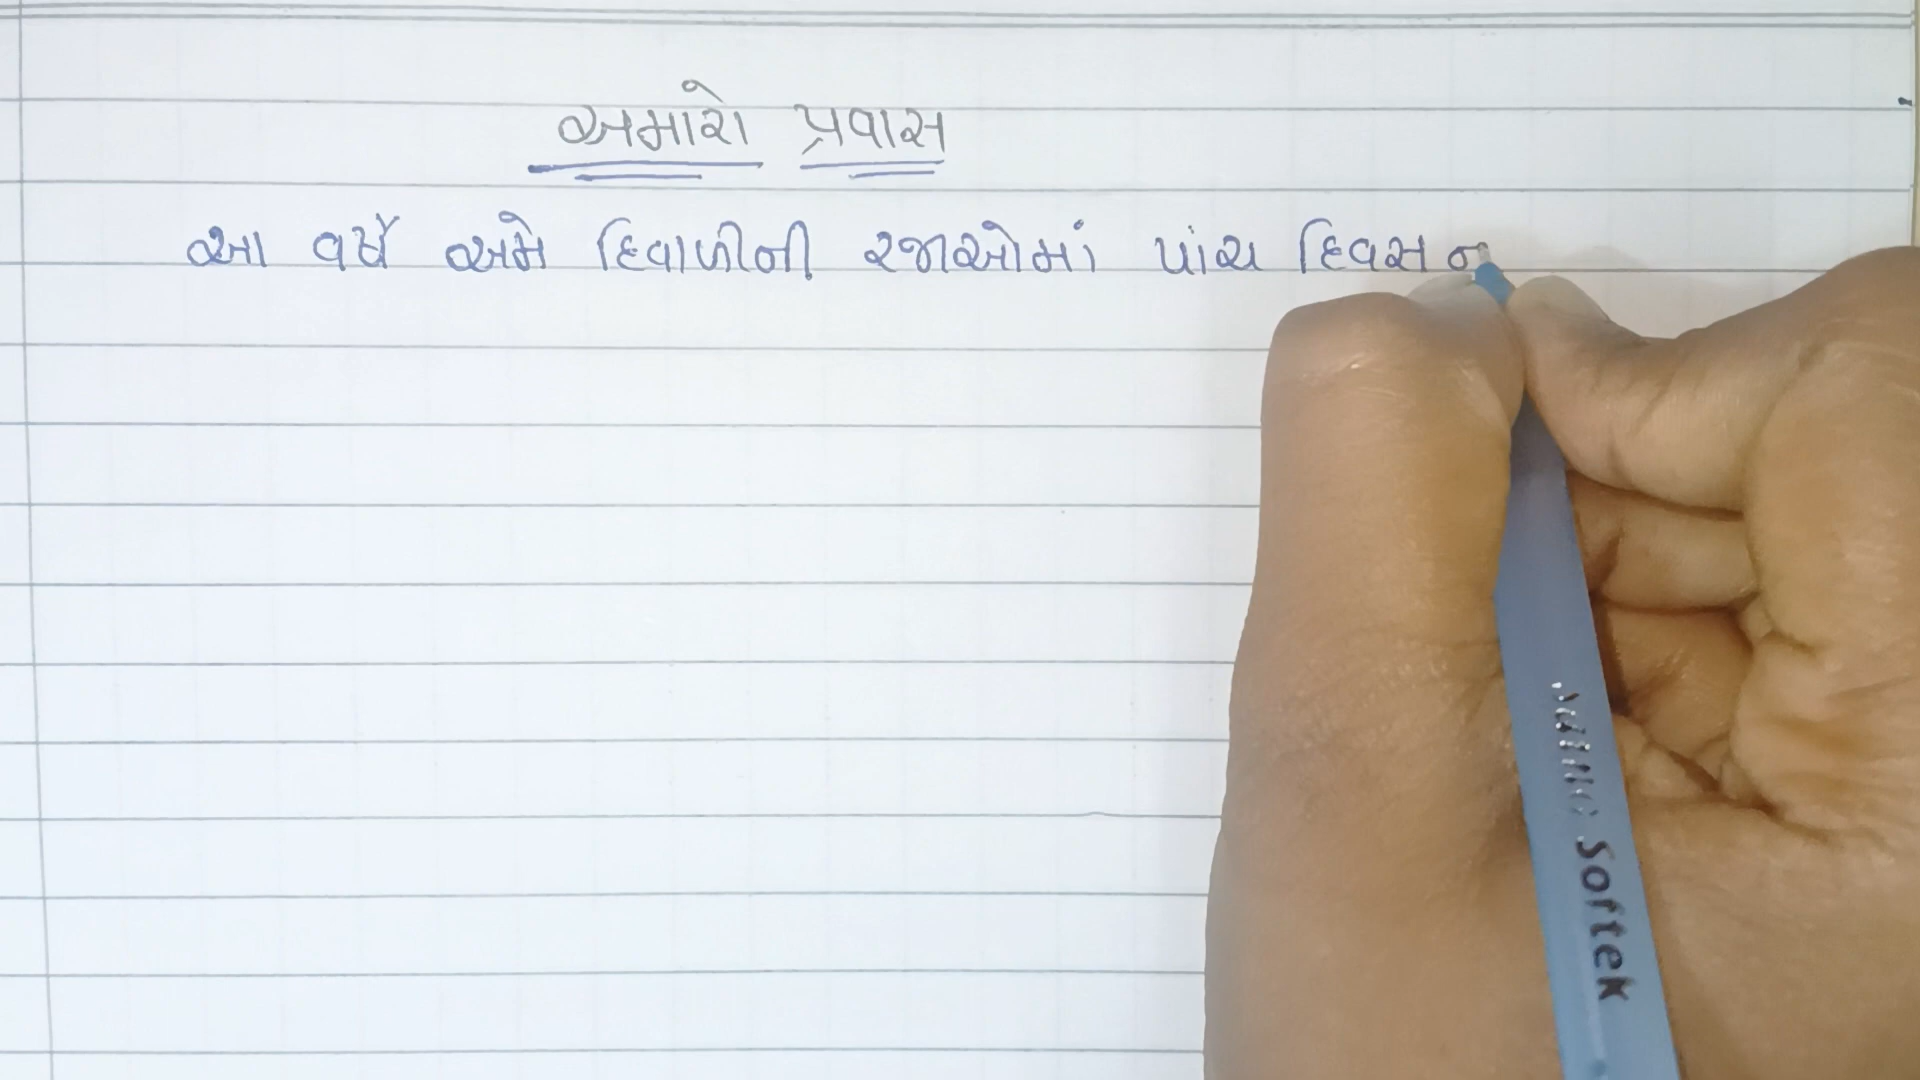 અમારો પ્રવાસ
આ વર્ષે અમે દિવાળીની રજાઓમાં પાંચ દિવસ ન
Softek